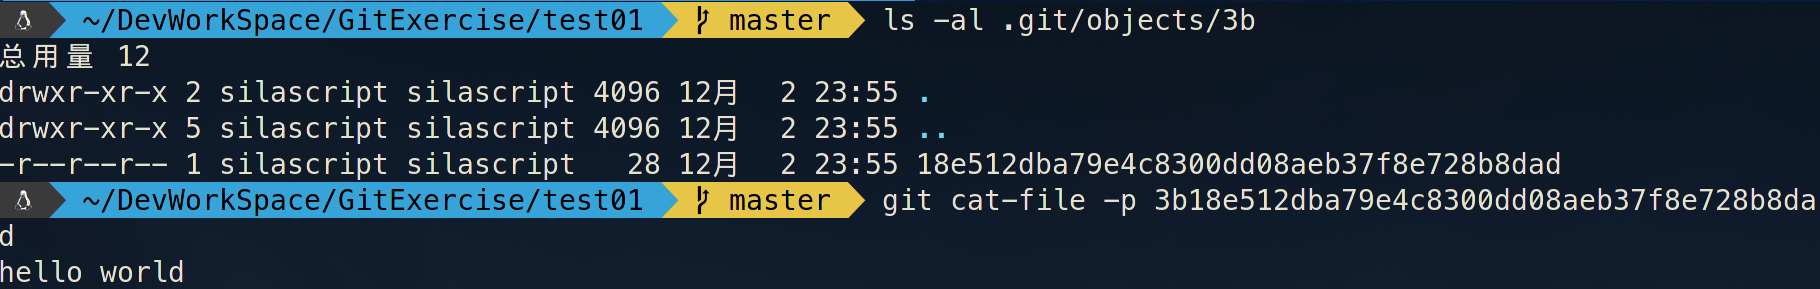 ~/DevWorkSpace/GitExercise/test01 master ls -al .git/objects/3b
总用量 12
drwxr-xr-x 2 silascript silascript 4096 12月  2 23:55 .
drwxr-xr-x 5 silascript silascript 4096 12月  2 23:55 ..
-r--r--r-- 1 silascript silascript   28 12月  2 23:55 18e512dba79e4c8300dd08aeb37f8e728b8dad
~/DevWorkSpace/GitExercise/test01 master git cat-file -p 3b18e512dba79e4c8300dd08aeb37f8e728b8da
d
hello world